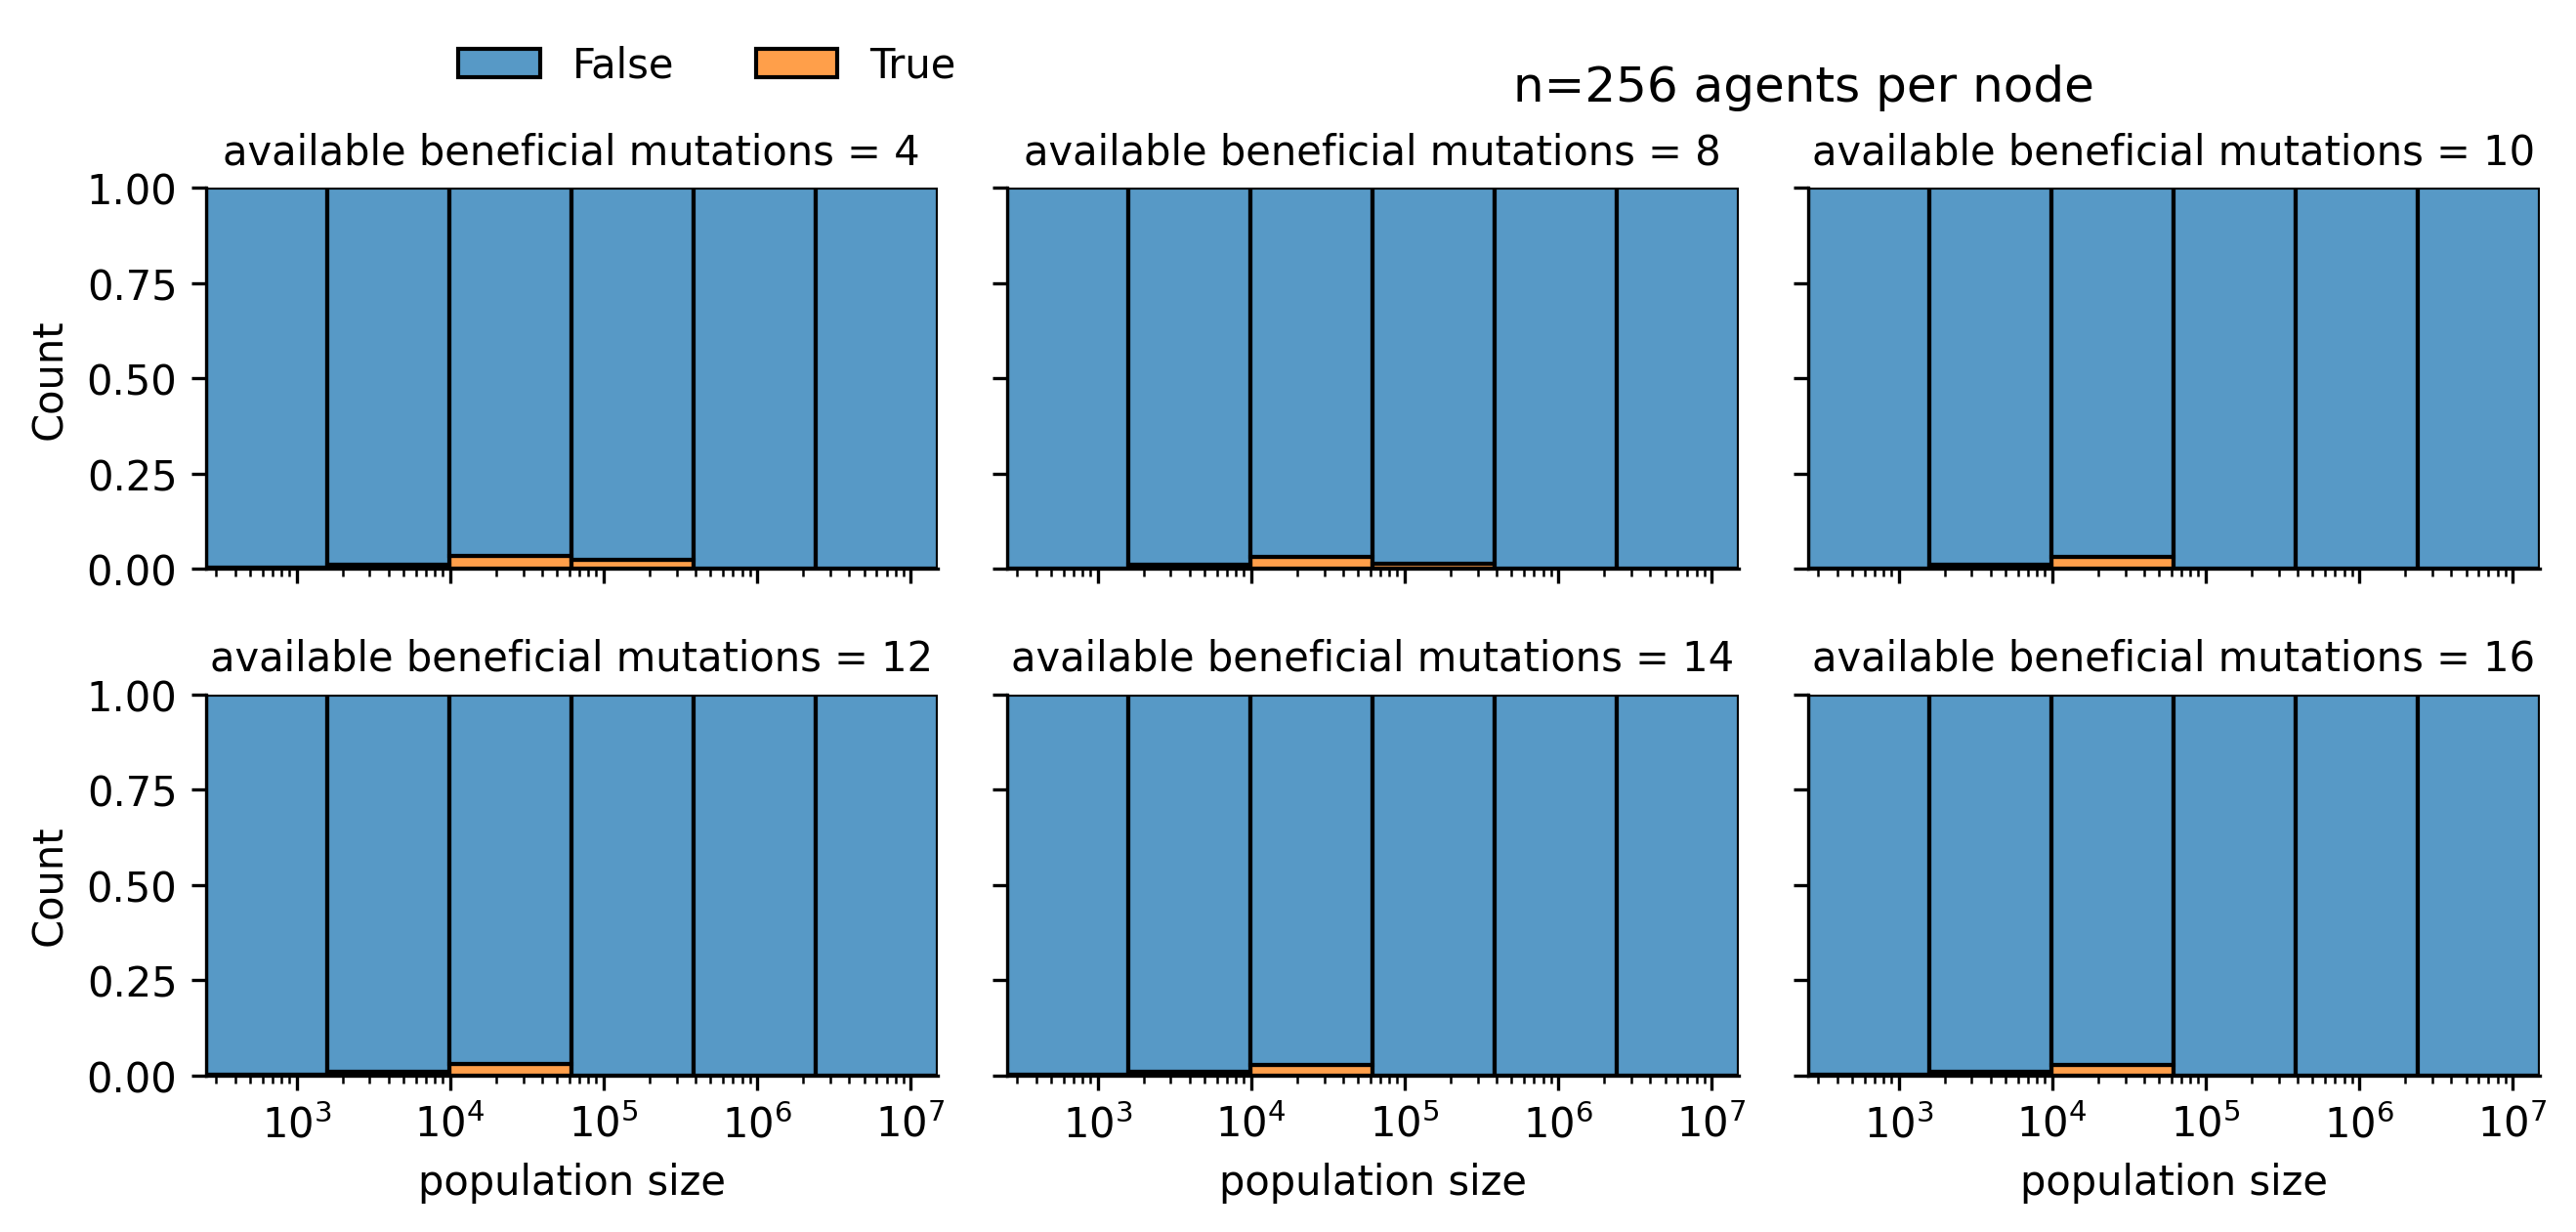 False True
n=256 agents per node
available beneficial mutations = 4 available beneficial mutations = 8 available beneficial mutations = 10
1.00
0.75
0.50
0.25
0.00
Count
available beneficial mutations = 12 available beneficial mutations = 14 available beneficial mutations = 16
1.00
0.75
0.50
0.25
0.00
Count
10³ 10⁴ 10⁵ 10⁶ 10⁷ 10³ 10⁴ 10⁵ 10⁶ 10⁷ 10³ 10⁴ 10⁵ 10⁶ 10⁷
population size population size population size